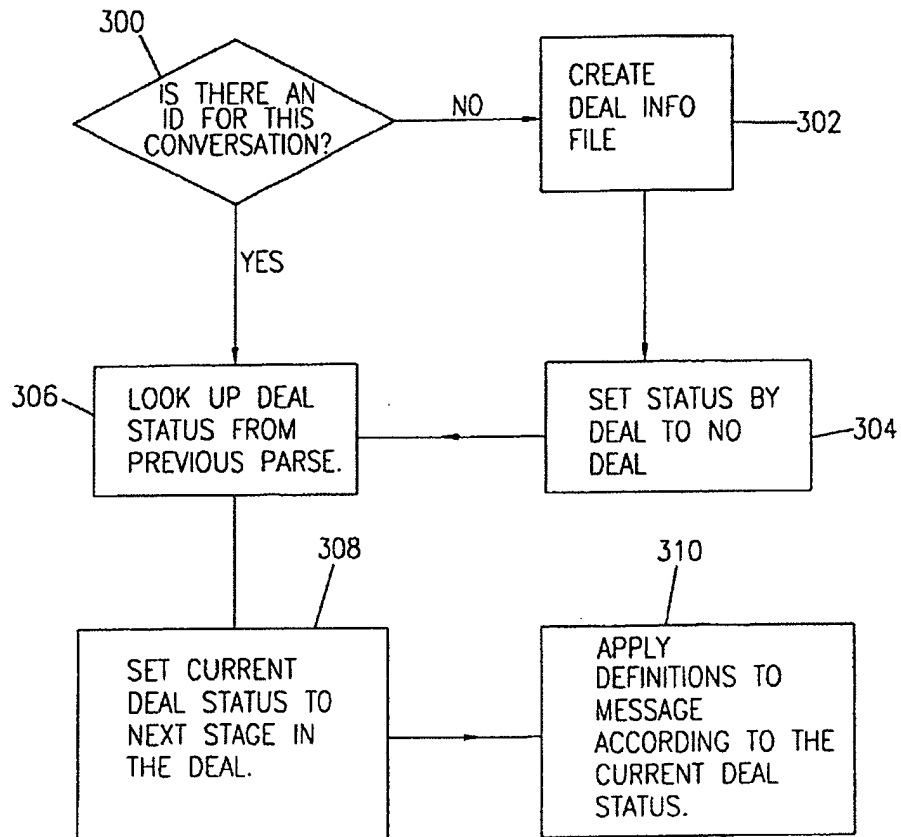 300
IS THERE AN
ID FOR THIS
CONVERSATION?
NO
CREATE
DEAL INFO
FILE
302
YES
306
LOOK UP DEAL
STATUS FROM
PREVIOUS PARSE.
SET STATUS BY
DEAL TO NO
DEAL
304
308
SET CURRENT
DEAL STATUS TO
NEXT STAGE IN
THE DEAL.
310
APPLY
DEFINITIONS TO
MESSAGE
ACCORDING TO THE
CURRENT DEAL
STATUS.